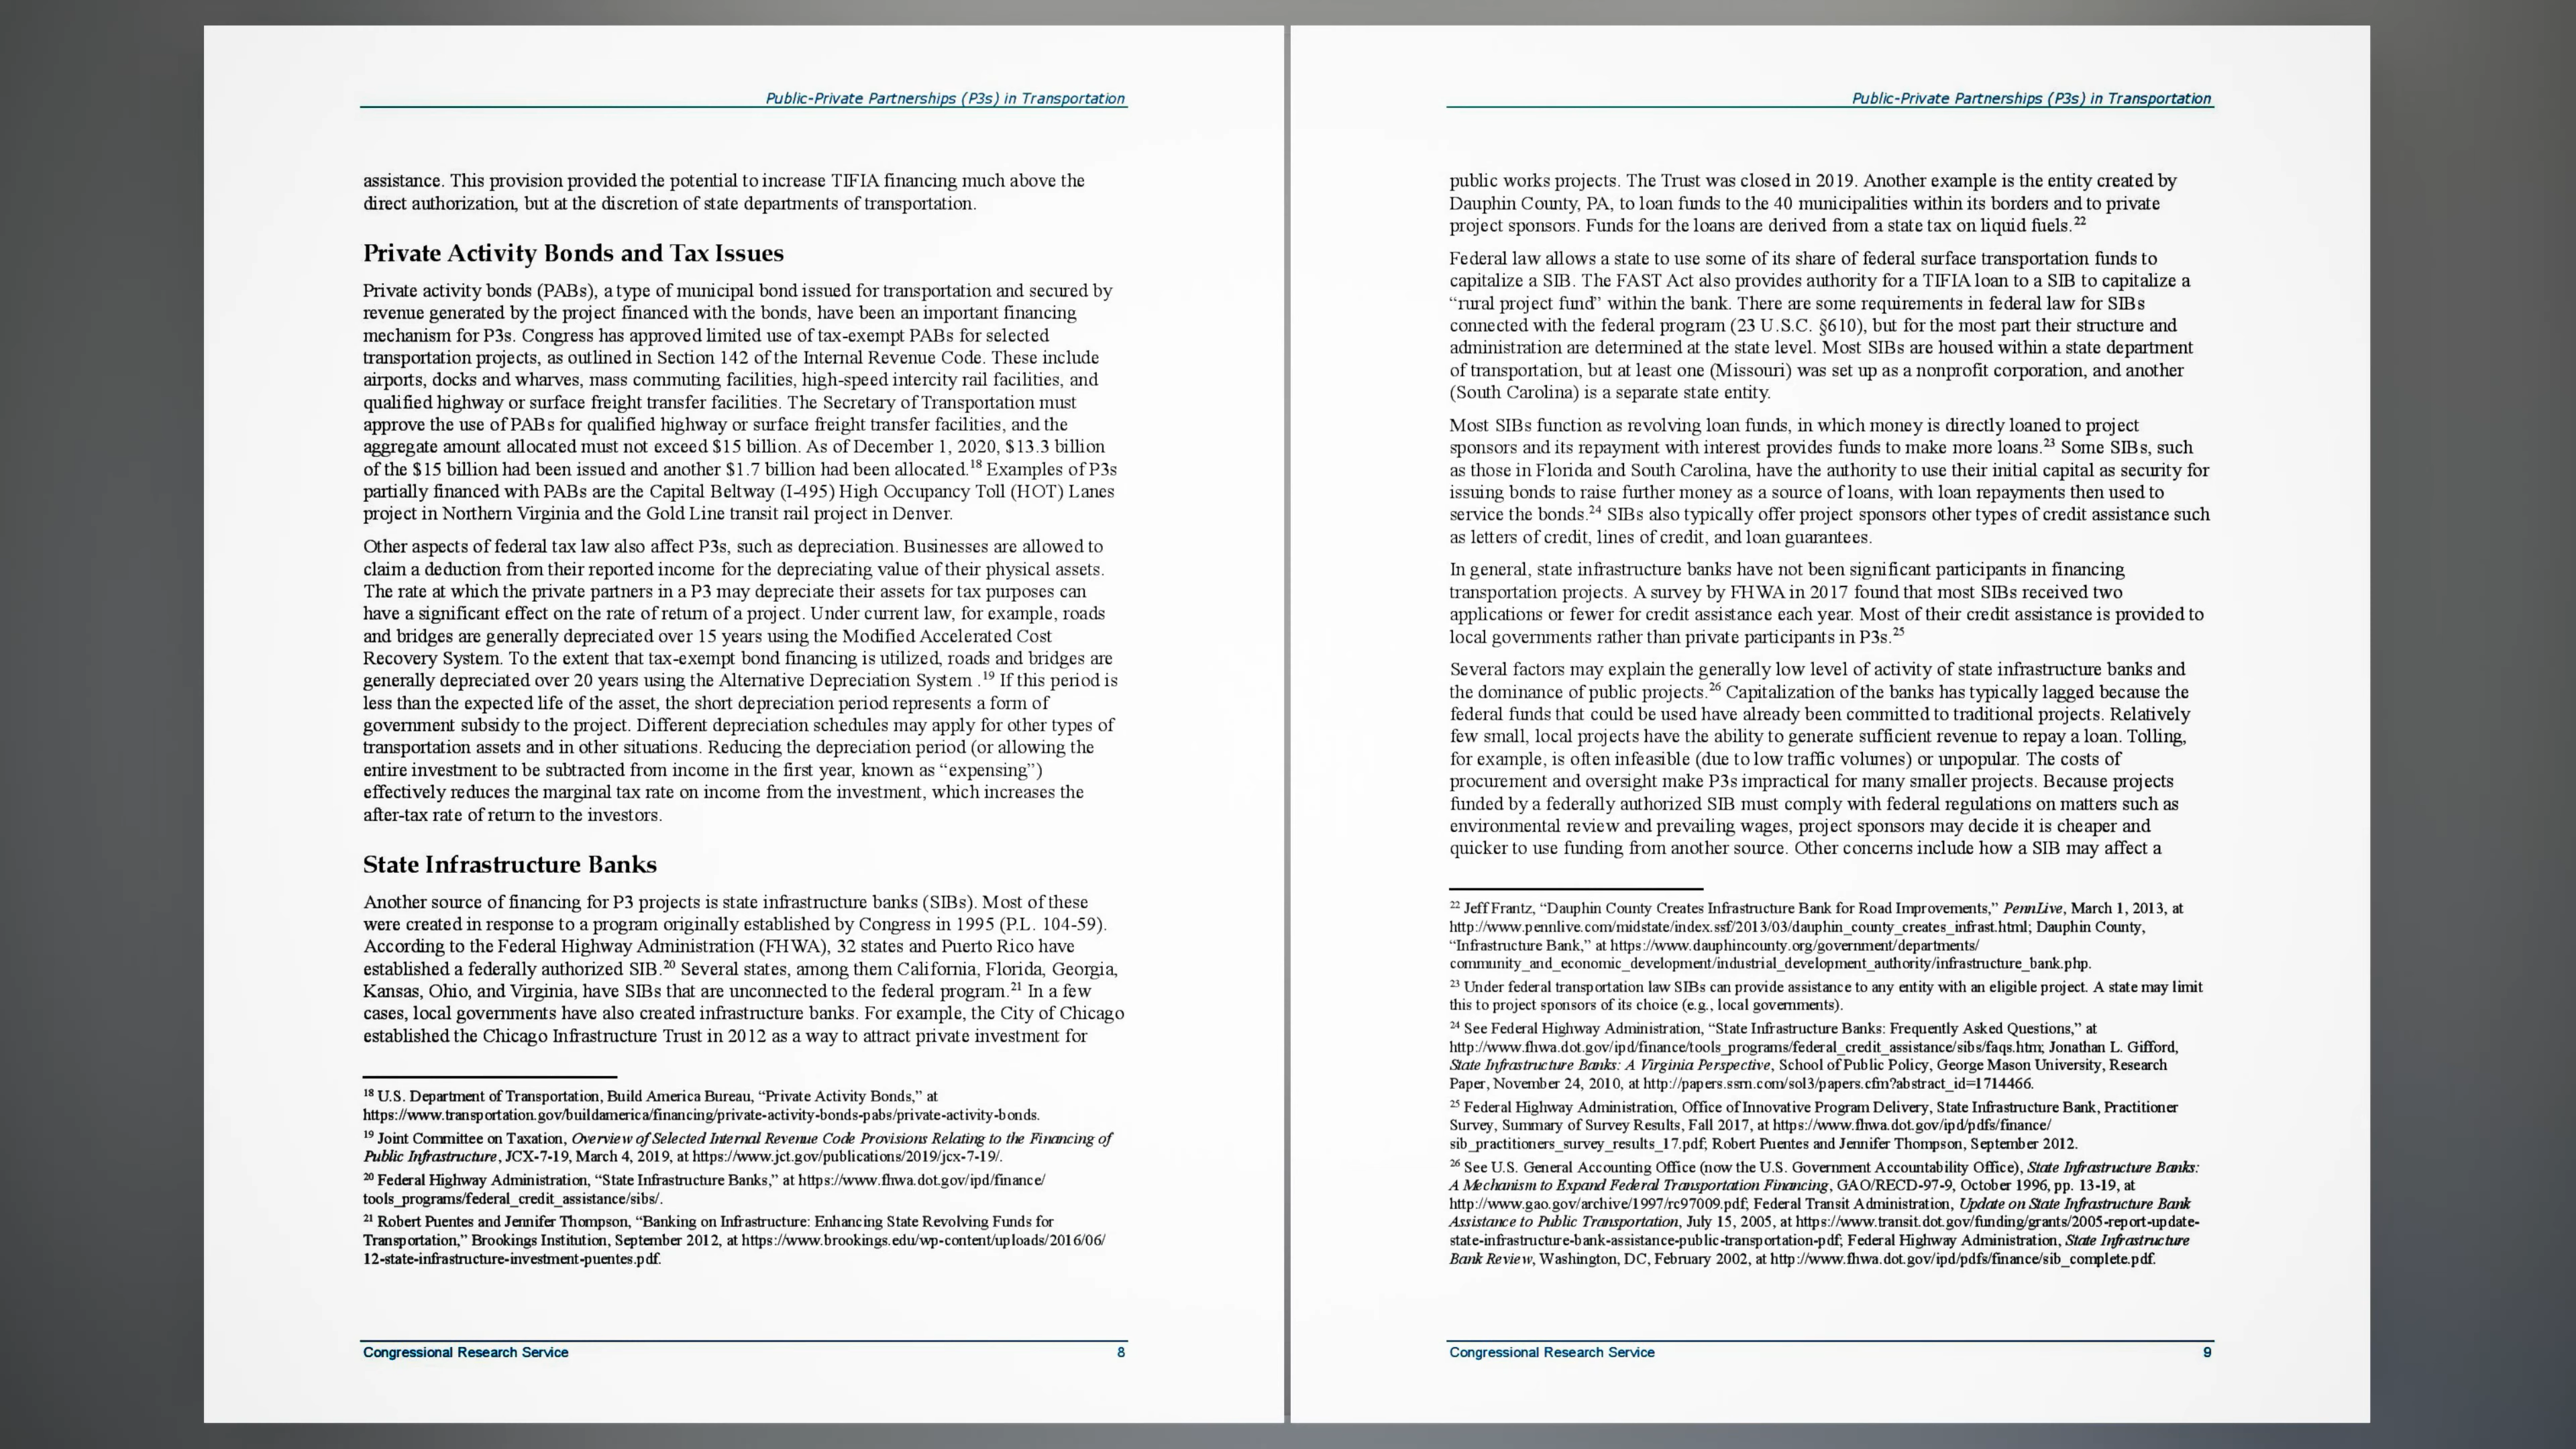 Public-Private Partnerships (P3s) in Transportation
assistance. This provision provided the potential to increase TIFIA financing much above the
direct authorization, but at the discretion of state departments of transportation.
Private Activity Bonds and Tax Issues
Private activity bonds (PABs), a type of municipal bond issued for transportation and secured by
revenue generated by the project financed with the bonds, have been an important financing
mechanism for P3s. Congress has approved limited use of tax-exempt PABs for selected
transportation projects, as outlined in Section 142 of the Internal Revenue Code. These include
airports, docks and wharves, mass commuting facilities, high-speed intercity rail facilities, and
qualified highway or surface freight transfer facilities. The Secretary of Transportation must
approve the use of PABs for qualified highway or surface freight transfer facilities, and the
aggregate amount allocated must not exceed $15 billion. As of December 1, 2020, $13.3 billion
of the $15 billion had been issued and another $1.7 billion had been allocated.18 Examples of P3s
partially financed with PABs are the Capital Beltway (I-495) High Occupancy Toll (HOT) Lanes
project in Northern Virginia and the Gold Line transit rail project in Denver.
Other aspects of federal tax law also affect P3s, such as depreciation. Businesses are allowed to
claim a deduction from their reported income for the depreciating value of their physical assets.
The rate at which the private partners in a P3 may depreciate their assets for tax purposes can
have a significant effect on the rate of return of a project. Under current law, for example, roads
and bridges are generally depreciated over 15 years using the Modified Accelerated Cost
Recovery System. To the extent that tax-exempt bond financing is utilized, roads and bridges are
generally depreciated over 20 years using the Alternative Depreciation System .19 If this period is
less than the expected life of the asset, the short depreciation period represents a form of
government subsidy to the project. Different depreciation schedules may apply for other types of
transportation assets and in other situations. Reducing the depreciation period (or allowing the
entire investment to be subtracted from income in the first year, known as “expensing”)
effectively reduces the marginal tax rate on income from the investment, which increases the
after-tax rate of return to the investors.
State Infrastructure Banks
Another source of financing for P3 projects is state infrastructure banks (SIBs). Most of these
were created in response to a program originally established by Congress in 1995 (P.L. 104-59).
According to the Federal Highway Administration (FHWA), 32 states and Puerto Rico have
established a federally authorized SIB.20 Several states, among them California, Florida, Georgia,
Kansas, Ohio, and Virginia, have SIBs that are unconnected to the federal program.21 In a few
cases, local governments have also created infrastructure banks. For example, the City of Chicago
established the Chicago Infrastructure Trust in 2012 as a way to attract private investment for
18 U.S. Department of Transportation, Build America Bureau, “Private Activity Bonds,” at
https://www.transportation.gov/buildamerica/financing/private-activity-bonds-pabs/private-activity-bonds.
19 Joint Committee on Taxation, Overview of Selected Internal Revenue Code Provisions Relating to the Financing of
Public Infrastructure, JCX-7-19, March 4, 2019, at https://www.jct.gov/publications/2019/jcx-7-19/.
20 Federal Highway Administration, “State Infrastructure Banks,” at https://www.fhwa.dot.gov/ipd/finance/
tools_programs/federal_credit_assistance/sibs/.
21 Robert Puentes and Jennifer Thompson, “Banking on Infrastructure: Enhancing State Revolving Funds for
Transportation,” Brookings Institution, September 2012, at https://www.brookings.edu/wp-content/uploads/2016/06/
12-state-infrastructure-investment-puentes.pdf.
Congressional Research Service
8
Public-Private Partnerships (P3s) in Transportation
public works projects. The Trust was closed in 2019. Another example is the entity created by
Dauphin County, PA, to loan funds to the 40 municipalities within its borders and to private
project sponsors. Funds for the loans are derived from a state tax on liquid fuels.22
Federal law allows a state to use some of its share of federal surface transportation funds to
capitalize a SIB. The FAST Act also provides authority for a TIFIA loan to a SIB to capitalize a
“rural project fund” within the bank. There are some requirements in federal law for SIBs
connected with the federal program (23 U.S.C. §610), but for the most part their structure and
administration are determined at the state level. Most SIBs are housed within a state department
of transportation, but at least one (Missouri) was set up as a nonprofit corporation, and another
(South Carolina) is a separate state entity.
Most SIBs function as revolving loan funds, in which money is directly loaned to project
sponsors and its repayment with interest provides funds to make more loans.23 Some SIBs, such
as those in Florida and South Carolina, have the authority to use their initial capital as security for
issuing bonds to raise further money as a source of loans, with loan repayments then used to
service the bonds.24 SIBs also typically offer project sponsors other types of credit assistance such
as letters of credit, lines of credit, and loan guarantees.
In general, state infrastructure banks have not been significant participants in financing
transportation projects. A survey by FHWA in 2017 found that most SIBs received two
applications or fewer for credit assistance each year. Most of their credit assistance is provided to
local governments rather than private participants in P3s.25
Several factors may explain the generally low level of activity of state infrastructure banks and
the dominance of public projects.26 Capitalization of the banks has typically lagged because the
federal funds that could be used have already been committed to traditional projects. Relatively
few small, local projects have the ability to generate sufficient revenue to repay a loan. Tolling,
for example, is often infeasible (due to low traffic volumes) or unpopular. The costs of
procurement and oversight make P3s impractical for many smaller projects. Because projects
funded by a federally authorized SIB must comply with federal regulations on matters such as
environmental review and prevailing wages, project sponsors may decide it is cheaper and
quicker to use funding from another source. Other concerns include how a SIB may affect a
22 Jeff Frantz, “Dauphin County Creates Infrastructure Bank for Road Improvements,” PennLive, March 1, 2013, at
http://www.pennlive.com/midstate/index.ssf/2013/03/dauphin_county_creates_infrast.html; Dauphin County,
“Infrastructure Bank,” at https://www.dauphincounty.org/government/departments/
community_and_economic_development/industrial_development_authority/infrastructure_bank.php.
23 Under federal transportation law SIBs can provide assistance to any entity with an eligible project. A state may limit
this to project sponsors of its choice (e.g., local governments).
24 See Federal Highway Administration, “State Infrastructure Banks: Frequently Asked Questions,” at
http://www.fhwa.dot.gov/ipd/finance/tools_programs/federal_credit_assistance/sibs/faqs.htm; Jonathan L. Gifford,
State Infrastructure Banks: A Virginia Perspective, School of Public Policy, George Mason University, Research
Paper, November 24, 2010, at http://papers.ssrn.com/sol3/papers.cfm?abstract_id=1714466.
25 Federal Highway Administration, Office of Innovative Program Delivery, State Infrastructure Bank, Practitioner
Survey, Summary of Survey Results, Fall 2017, at https://www.fhwa.dot.gov/ipd/pdfs/finance/
sib_practitioners_survey_results_17.pdf; Robert Puentes and Jennifer Thompson, September 2012.
26 See U.S. General Accounting Office (now the U.S. Government Accountability Office), State Infrastructure Banks:
A Mechanism to Expand Federal Transportation Financing, GAO/RECD-97-9, October 1996, pp. 13-19, at
http://www.gao.gov/archive/1997/rc97009.pdf; Federal Transit Administration, Update on State Infrastructure Bank
Assistance to Public Transportation, July 15, 2005, at https://www.transit.dot.gov/funding/grants/2005-report-update-
state-infrastructure-bank-assistance-public-transportation-pdf; Federal Highway Administration, State Infrastructure
Bank Review, Washington, DC, February 2002, at http://www.fhwa.dot.gov/ipd/pdfs/finance/sib_complete.pdf.
Congressional Research Service
9